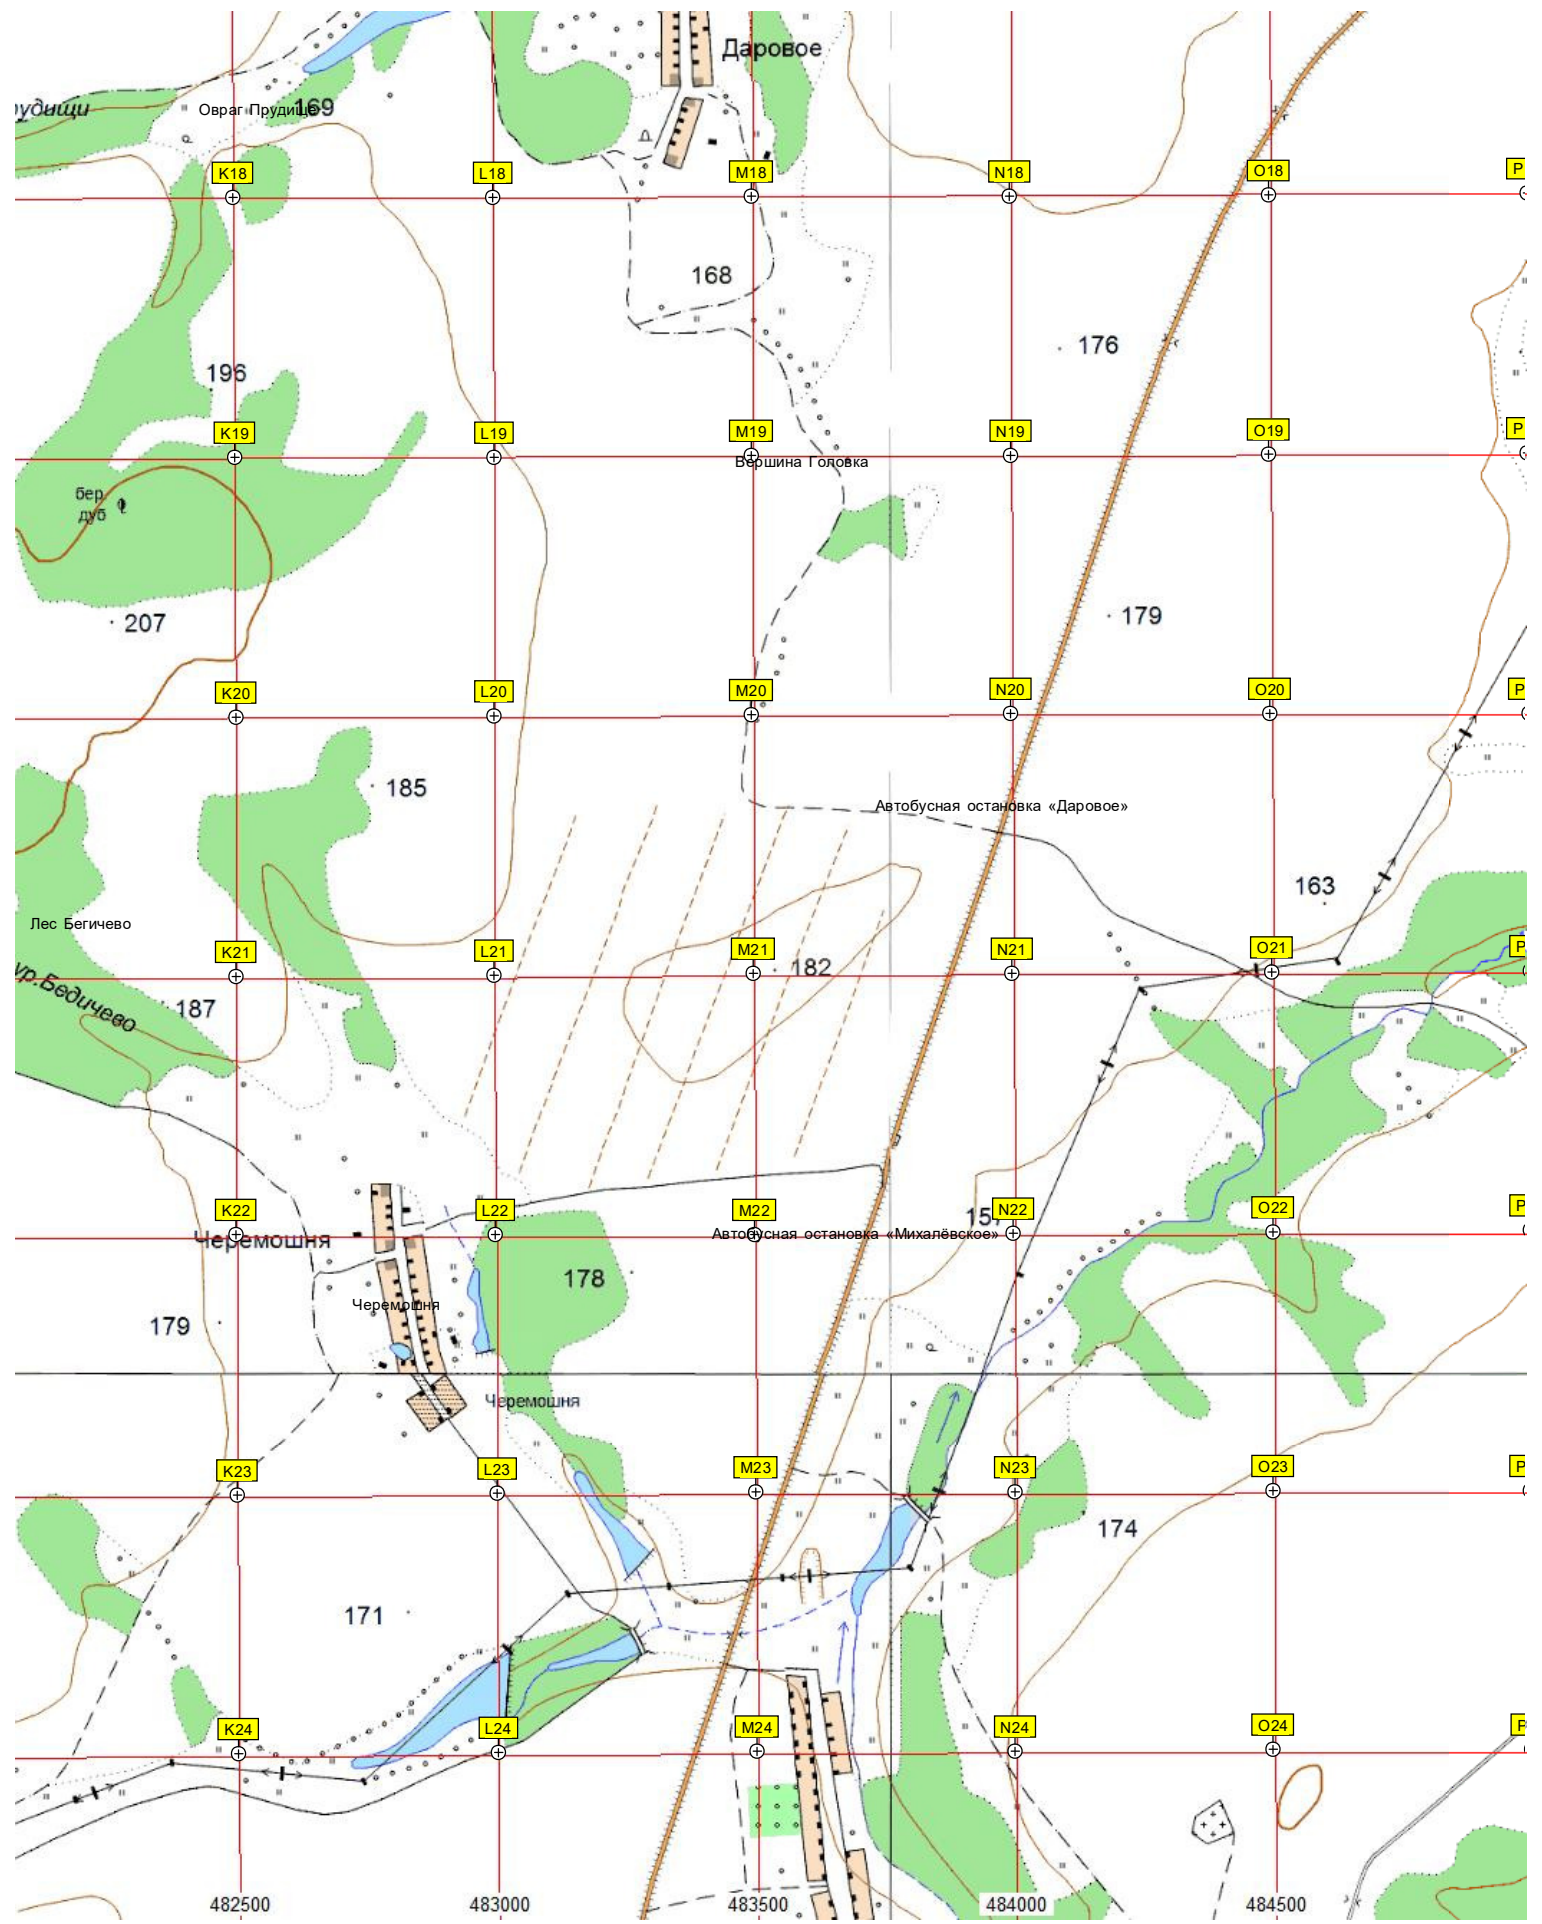 Даровое
рудищи
Овраг Прудище
169
K18
L18
M18
N18
O18
P
168
176
196
K19
L19
M19
N19
O19
P
Вершина Головка
бер.
дуб
207
179
K20
L20
M20
N20
O20
P
185
Автобусная остановка «Даровое»
163
Лес Бегичево
K21
L21
M21
N21
O21
P
182
ур.Бедичево
187
K22
L22
M22
N22
O22
P
157
Черемошня
Автобусная остановка «Михалёвское»
178
Черемошня
179
Черемошня
K23
L23
M23
N23
O23
P
174
171
K24
L24
M24
N24
O24
P
482500
483000
483500
484000
484500